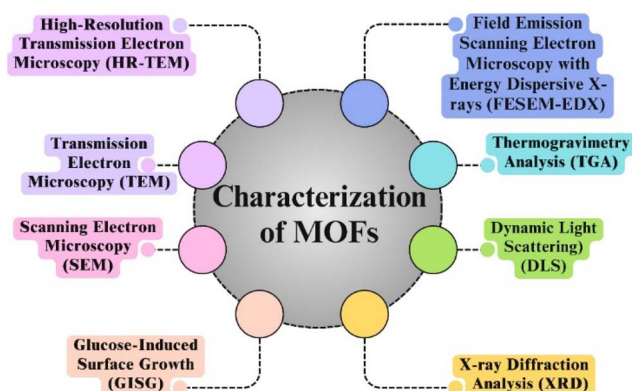 High-Resolution
Transmission Electron
Microscopy (HR-TEM)
Field Emission
Scanning Electron
Microscopy with
Energy Dispersive X-
rays (FESEM-EDX)
Transmission
Electron
Microscopy (TEM)
Thermogravimetry
Analysis (TGA)
Characterization
of MOFs
Scanning Electron
Microscopy
(SEM)
Dynamic Light
Scattering)
(DLS)
Glucose-Induced
Surface Growth
(GISG)
X-ray Diffraction
Analysis (XRD)